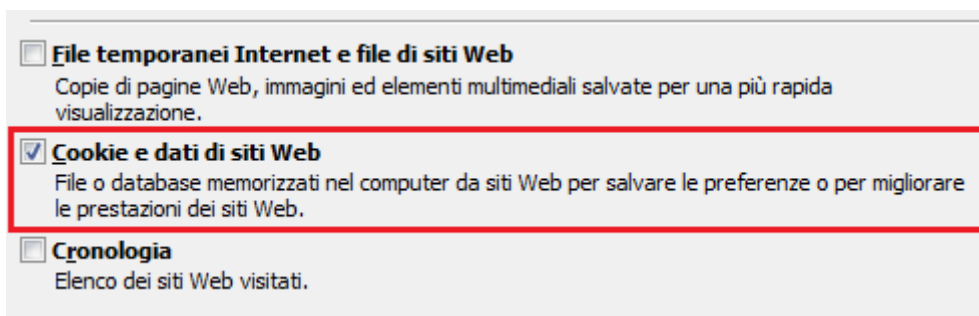 File temporanei Internet e file di siti Web
Copie di pagine Web, immagini ed elementi multimediali salvate per una più rapida
visualizzazione.
Cookie e dati di siti Web
File o database memorizzati nel computer da siti Web per salvare le preferenze o per migliorare
le prestazioni dei siti Web.
Cronologia
Elenco dei siti Web visitati.